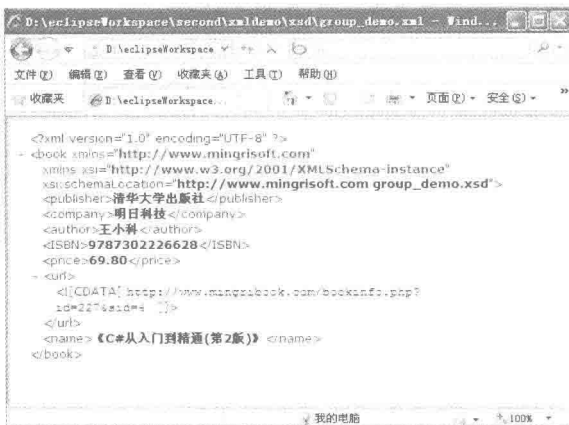 D:\eclipseWorkspace\second\xmldemo\xsd\group_demo.xml - Wind...
D:\eclipseWorkspace
文件(F) 编辑(E) 查看(V) 收藏夹(A) 工具(T) 帮助(H)
收藏夹 D:\eclipseWorkspace... 页面(P) 安全(S) »
<?xml version="1.0" encoding="UTF-8" ?>
- <book xmlns="http://www.mingrisoft.com"
xmlns:xsi="http://www.w3.org/2001/XMLSchema-instance"
xsi:schemaLocation="http://www.mingrisoft.com group_demo.xsd">
<publisher>清华大学出版社</publisher>
<company>明日科技</company>
<author>王小科</author>
<ISBN>9787302226628</ISBN>
<price>69.80</price>
- <url>
<![CDATA[ http://www.mingribook.com/bookinfo.php?
id=227&sid=4 ]]>
</url>
<name>《C#从入门到精通(第2版)》</name>
</book>
我的电脑 100%